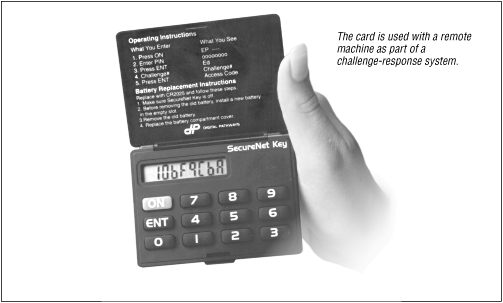 Operating Instructions
What You Enter What You See
1. Press ON EP ----
2. Enter PIN oooooooo
3. Press ENT Ed
4. Challenge# Challenge#
5. Press ENT Access Code
Battery Replacement Instructions
Replace with CR2025 and follow these steps.
1. Make sure SecureNet Key is off.
2. Before removing the old battery, install a new battery
in the empty slot.
3. Remove the old battery.
4. Replace the battery compartment cover.
dp DIGITAL PATHWAYS
SecureNet Key
106F9C6A
ON 7 8 9
ENT 4 5 6
0 1 2 3
The card is used with a remote
machine as part of a
challenge-response system.